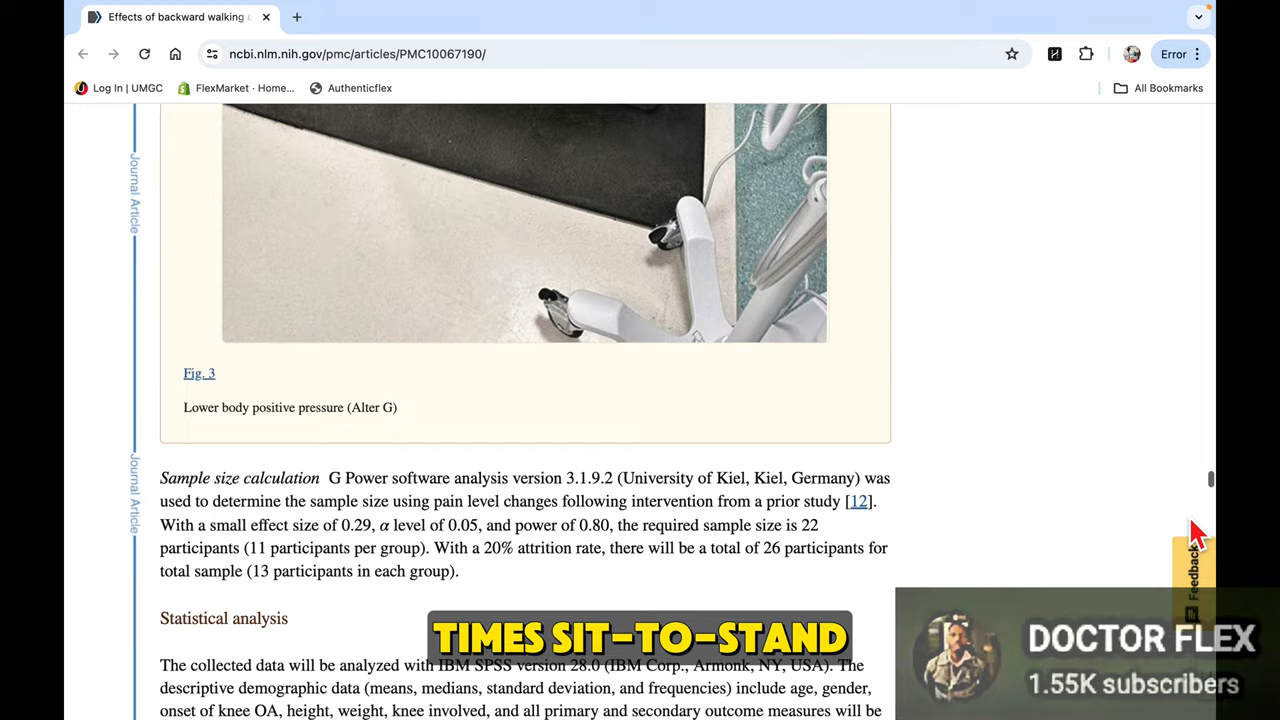 Effects of backward walking
ncbi.nlm.nih.gov/pmc/articles/PMC10067190/
Error
Log In | UMGC
FlexMarket · Home...
Authenticflex
All Bookmarks
Journal Article
Fig. 3
Lower body positive pressure (Alter G)
Journal Article
Sample size calculation G Power software analysis version 3.1.9.2 (University of Kiel, Kiel, Germany) was
used to determine the sample size using pain level changes following intervention from a prior study [12].
With a small effect size of 0.29, α level of 0.05, and power of 0.80, the required sample size is 22
participants (11 participants per group). With a 20% attrition rate, there will be a total of 26 participants for
total sample (13 participants in each group).
Feedback
Statistical analysis
TIMES SIT-TO-STAND
DOCTOR FLEX
1.55K subscribers
The collected data will be analyzed with IBM SPSS version 28.0 (IBM Corp., Armonk, NY, USA). The
descriptive demographic data (means, medians, standard deviation, and frequencies) include age, gender,
onset of knee OA, height, weight, knee involved, and all primary and secondary outcome measures will be